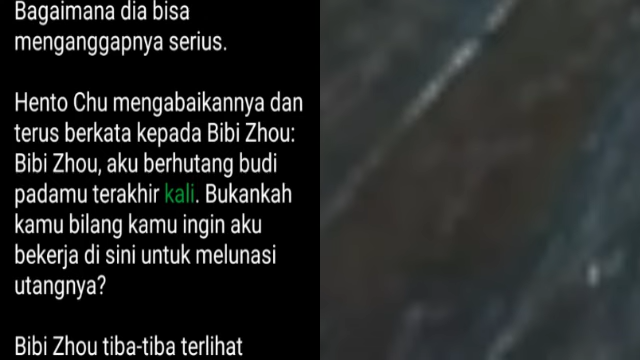 Bagaimana dia bisa
menganggapnya serius.
Hento Chu mengabaikannya dan
terus berkata kepada Bibi Zhou:
Bibi Zhou, aku berhutang budi
padamu terakhir kali. Bukankah
kamu bilang kamu ingin aku
bekerja di sini untuk melunasi
utangnya?
Bibi Zhou tiba-tiba terlihat